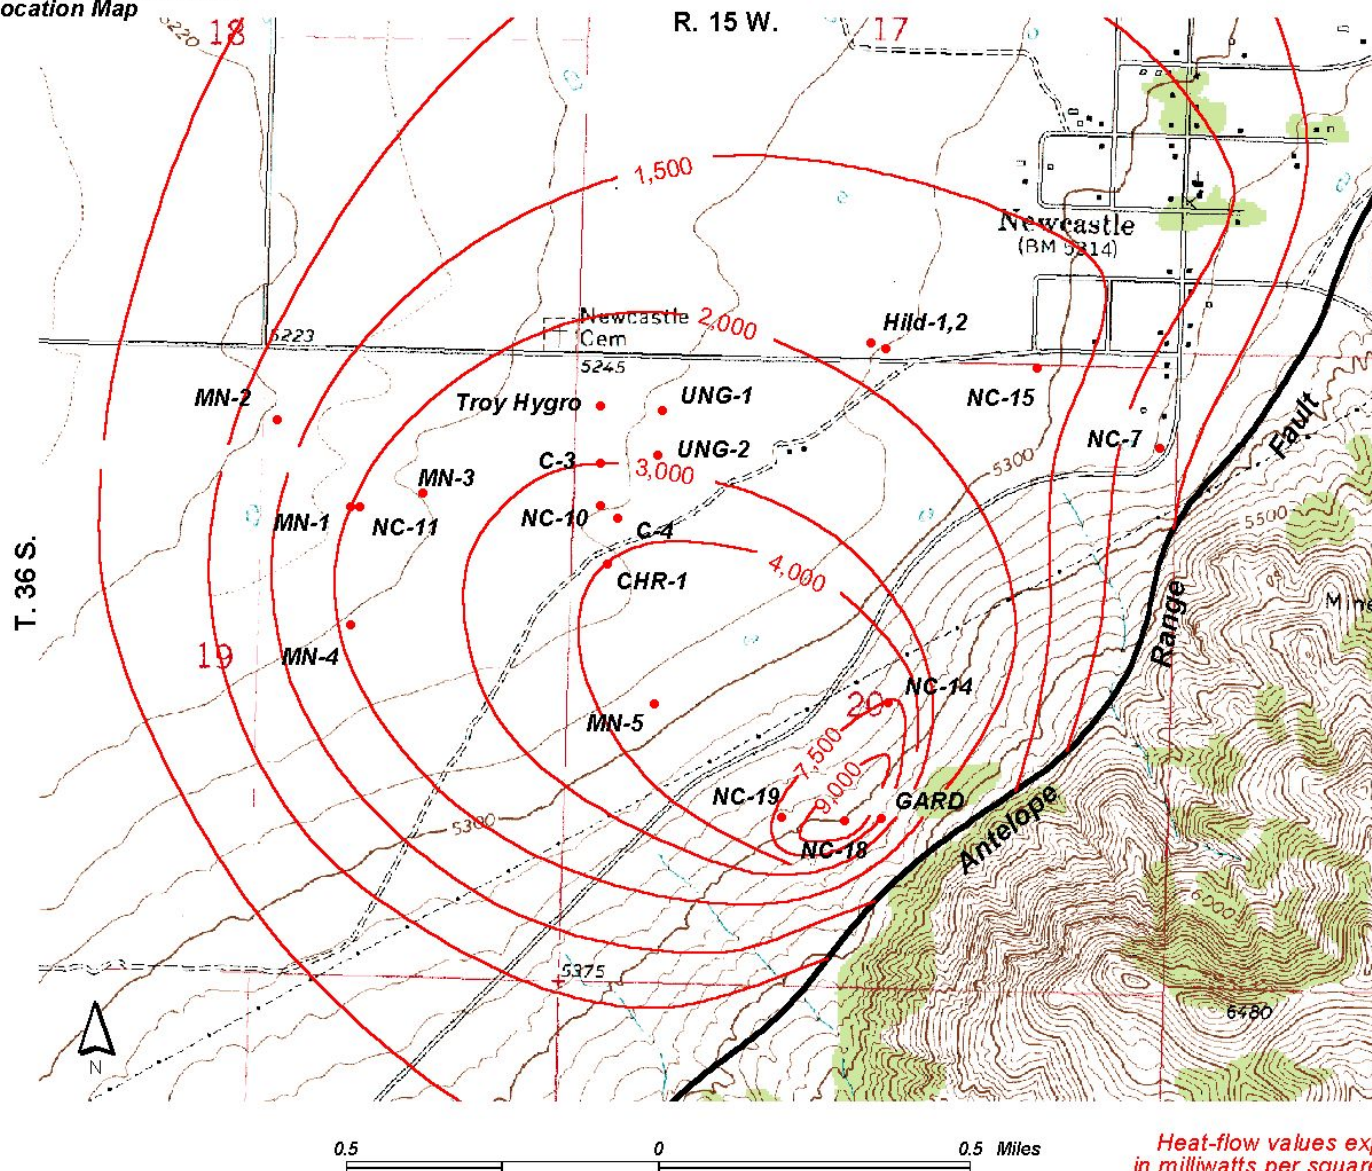 ocation Map
R. 15 W.
5220
18
17
1,500
Newcastle
(BM 5314)
Newcastle
Cem
2,000
Hild-1,2
5223
5245
MN-2
Troy Hygro
UNG-1
NC-15
C-3
UNG-2
NC-7
Fault
3,000
5300
MN-3
MN-1
NC-11
NC-10
C-4
5500
T. 36 S.
CHR-1
4,000
Range
Mine
19
MN-4
20
NC-14
MN-5
7,500
9,000
NC-19
GARD
5300
NC-18
Antelope
6000
5375
6480
N
0.5 0 0.5 Miles
Heat-flow values ex
in milliwatts per square